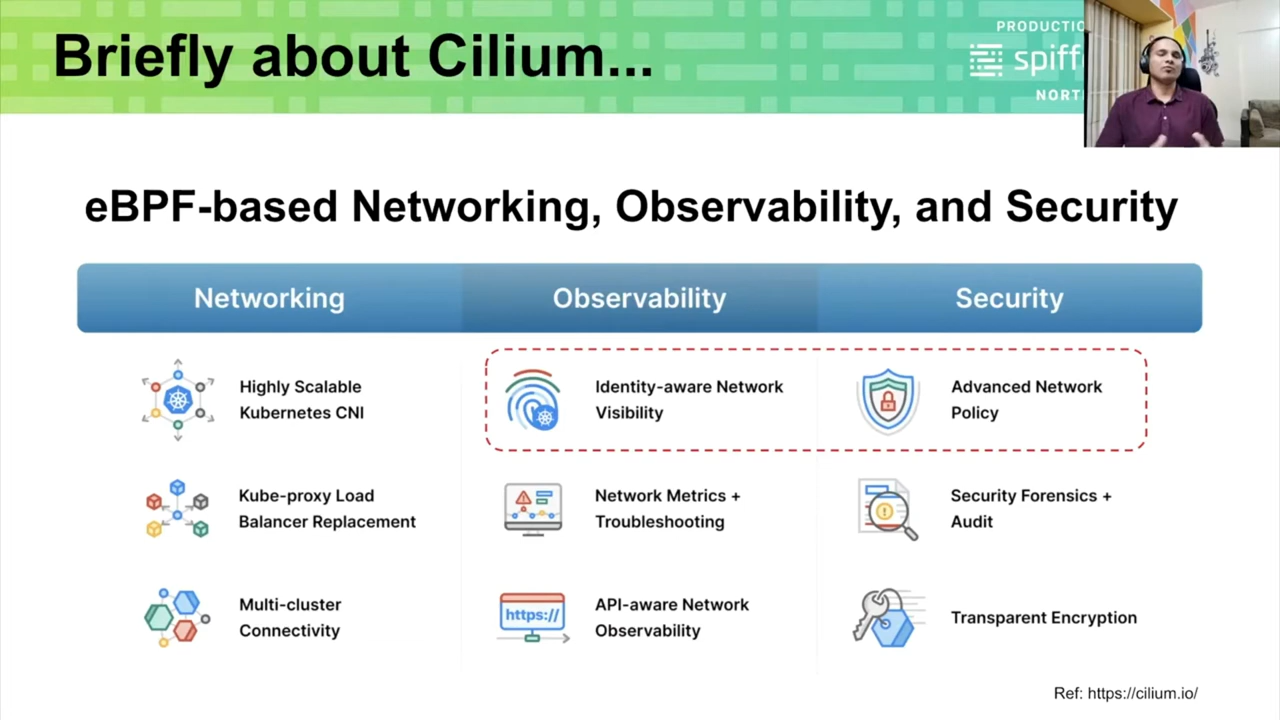 Briefly about Cilium...
eBPF-based Networking, Observability, and Security
Networking
Observability
Security
Highly Scalable
Kubernetes CNI
Identity-aware Network
Visibility
Advanced Network
Policy
Kube-proxy Load
Balancer Replacement
Network Metrics +
Troubleshooting
Security Forensics +
Audit
Multi-cluster
Connectivity
https://
API-aware Network
Observability
Transparent Encryption
Ref: https://cilium.io/